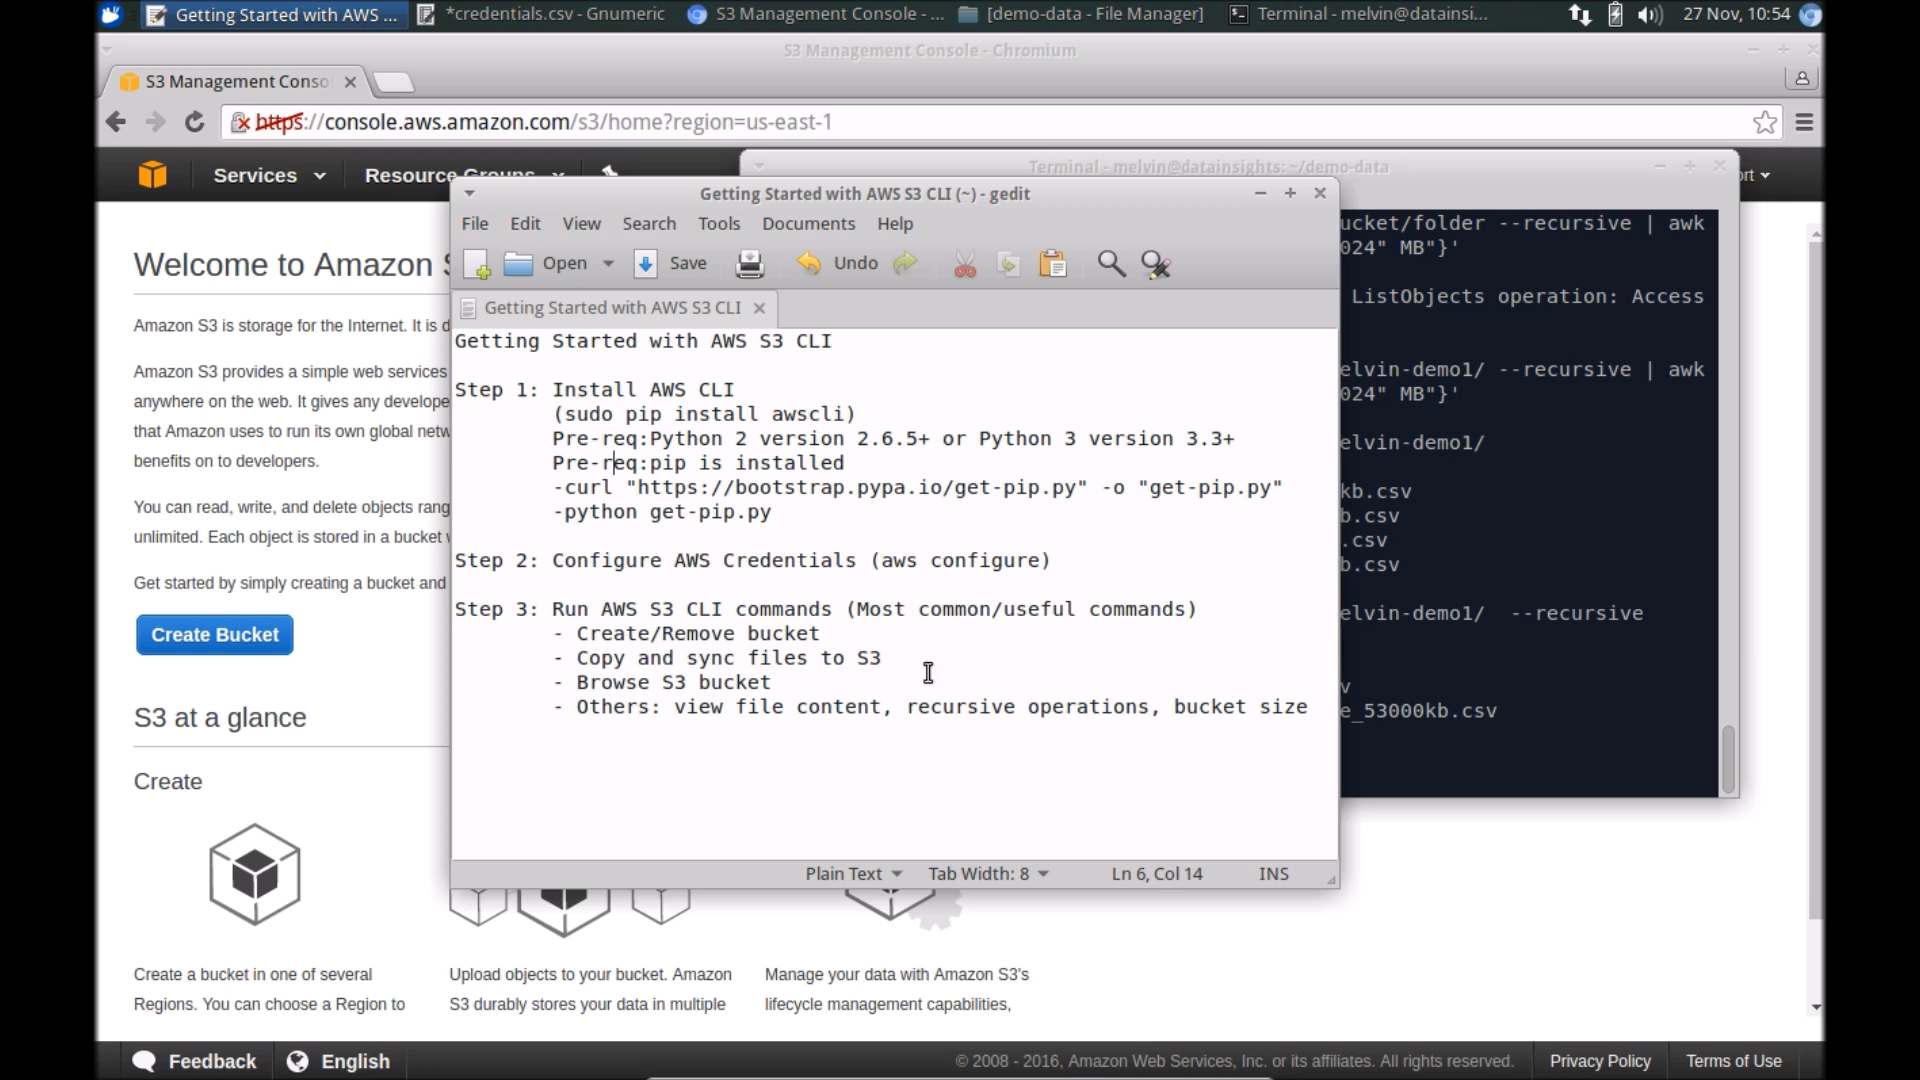 Getting Started with AWS ...
*credentials.csv - Gnumeric
S3 Management Console - ...
[demo-data - File Manager]
Terminal - melvin@datainsi...
27 Nov, 10:54
S3 Management Console - Chromium
S3 Management Conso
https://console.aws.amazon.com/s3/home?region=us-east-1
Services
Resource Groups
Terminal - melvin@datainsights: ~/demo-data
ort
Getting Started with AWS S3 CLI (~) - gedit
File Edit View Search Tools Documents Help
Open Save Undo
Getting Started with AWS S3 CLI
Getting Started with AWS S3 CLI
Step 1: Install AWS CLI
(sudo pip install awscli)
Pre-req:Python 2 version 2.6.5+ or Python 3 version 3.3+
Pre-req:pip is installed
-curl "https://bootstrap.pypa.io/get-pip.py" -o "get-pip.py"
-python get-pip.py
Step 2: Configure AWS Credentials (aws configure)
Step 3: Run AWS S3 CLI commands (Most common/useful commands)
- Create/Remove bucket
- Copy and sync files to S3
- Browse S3 bucket
- Others: view file content, recursive operations, bucket size
Plain Text Tab Width: 8 Ln 6, Col 14 INS
ucket/folder --recursive | awk
024" MB"}'
ListObjects operation: Access
elvin-demo1/ --recursive | awk
024" MB"}'
elvin-demo1/
kb.csv
b.csv
.csv
b.csv
elvin-demo1/  --recursive
v
e_53000kb.csv
Welcome to Amazon S
Amazon S3 is storage for the Internet. It is d
Amazon S3 provides a simple web services
anywhere on the web. It gives any develope
that Amazon uses to run its own global netw
benefits on to developers.
You can read, write, and delete objects rang
unlimited. Each object is stored in a bucket w
Get started by simply creating a bucket and
Create Bucket
S3 at a glance
Create
Create a bucket in one of several
Regions. You can choose a Region to
Upload objects to your bucket. Amazon
S3 durably stores your data in multiple
Manage your data with Amazon S3's
lifecycle management capabilities,
Feedback
English
© 2008 - 2016, Amazon Web Services, Inc. or its affiliates. All rights reserved.
Privacy Policy
Terms of Use